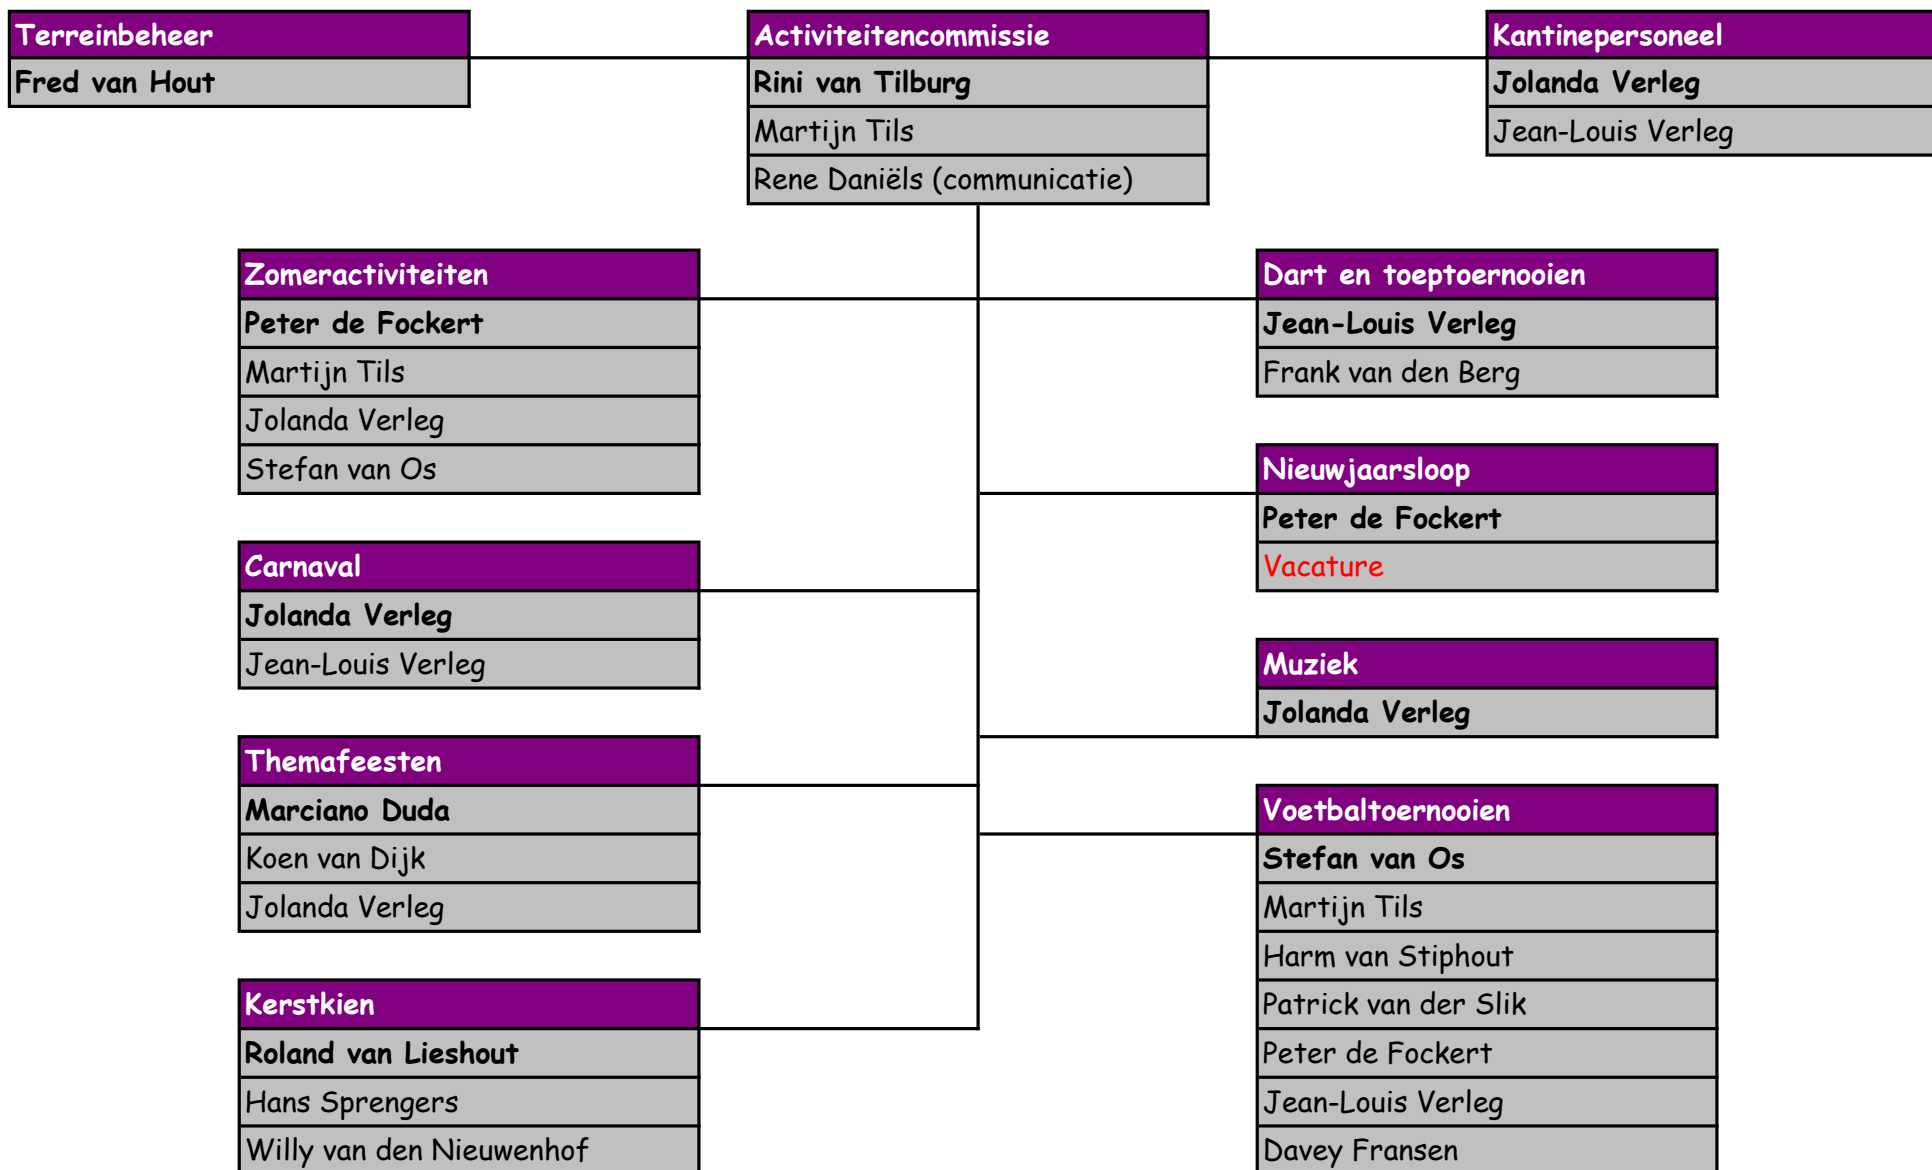 Terreinbeheer
Fred van Hout
Activiteitencommissie
Rini van Tilburg
Martijn Tils
Rene Daniëls (communicatie)
Kantinepersoneel
Jolanda Verleg
Jean-Louis Verleg
Zomeractiviteiten
Peter de Fockert
Martijn Tils
Jolanda Verleg
Stefan van Os
Carnaval
Jolanda Verleg
Jean-Louis Verleg
Themafeesten
Marciano Duda
Koen van Dijk
Jolanda Verleg
Kerstkien
Roland van Lieshout
Hans Sprengers
Willy van den Nieuwenhof
Dart en toeptoernooien
Jean-Louis Verleg
Frank van den Berg
Nieuwjaarsloop
Peter de Fockert
Vacature
Muziek
Jolanda Verleg
Voetbaltoernooien
Stefan van Os
Martijn Tils
Harm van Stiphout
Patrick van der Slik
Peter de Fockert
Jean-Louis Verleg
Davey Fransen